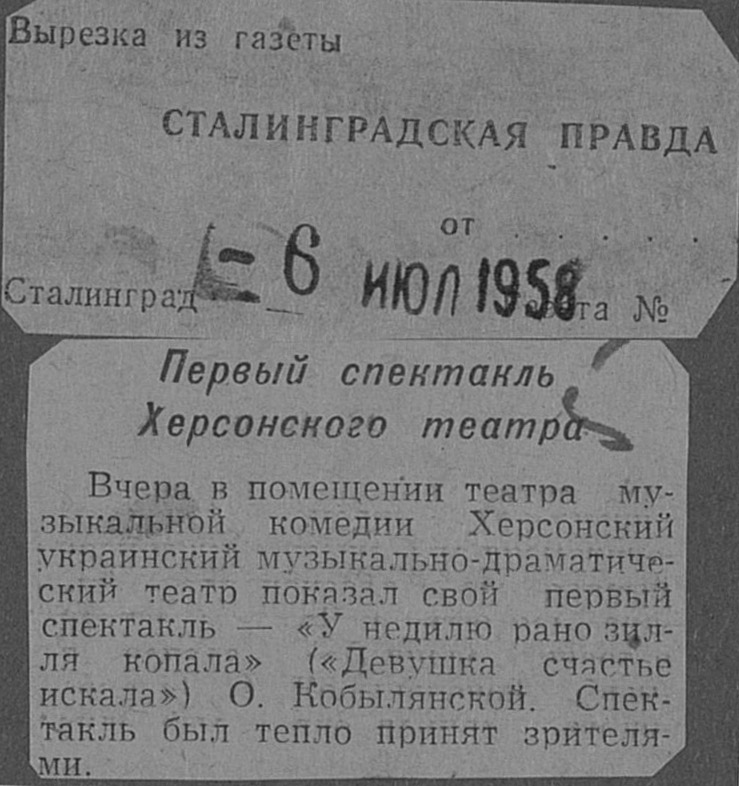 Вырезка из газеты
СТАЛИНГРАДСКАЯ ПРАВДА
от . . . . .
Сталинград - 6 ИЮЛ 1958 та №
Первый спектакль
Херсонского театра
Вчера в помещении театра му-
зыкальной комедии Херсонский
украинский музыкально-драматиче-
ский театр показал свой первый
спектакль — «У недилю рано зил-
ля копала» («Девушка счастье
искала») О. Кобылянской. Спек-
такль был тепло принят зрителя-
ми.